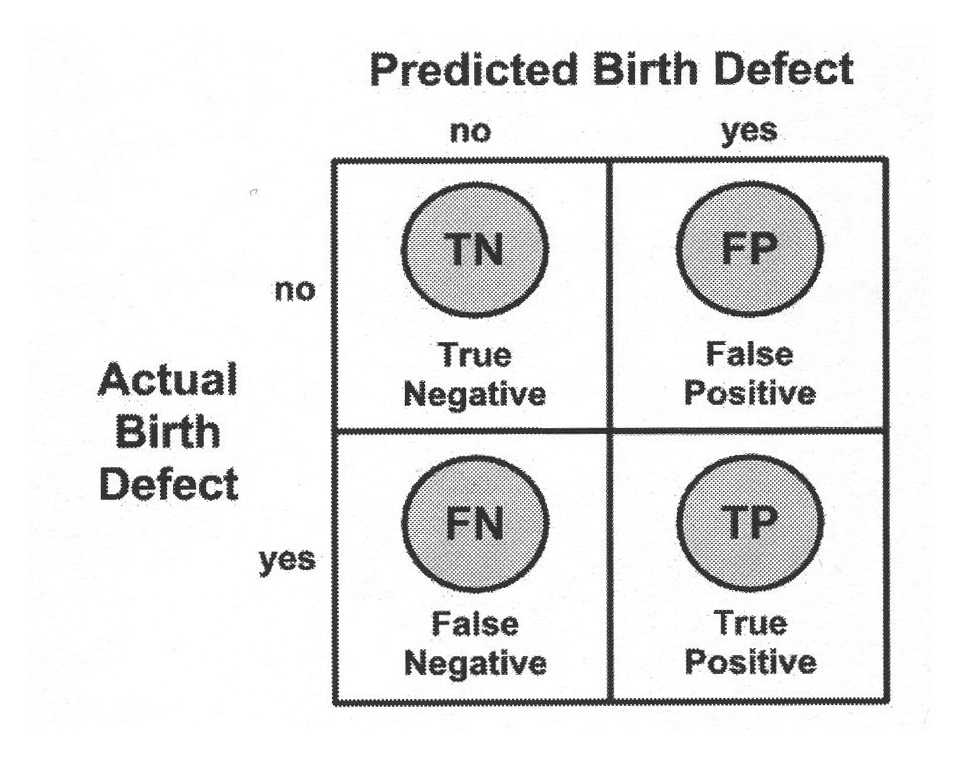 Predicted Birth Defect
no yes
TN FP
no
True Negative
False Positive
Actual
Birth
Defect
FN TP
yes
False Negative
True Positive